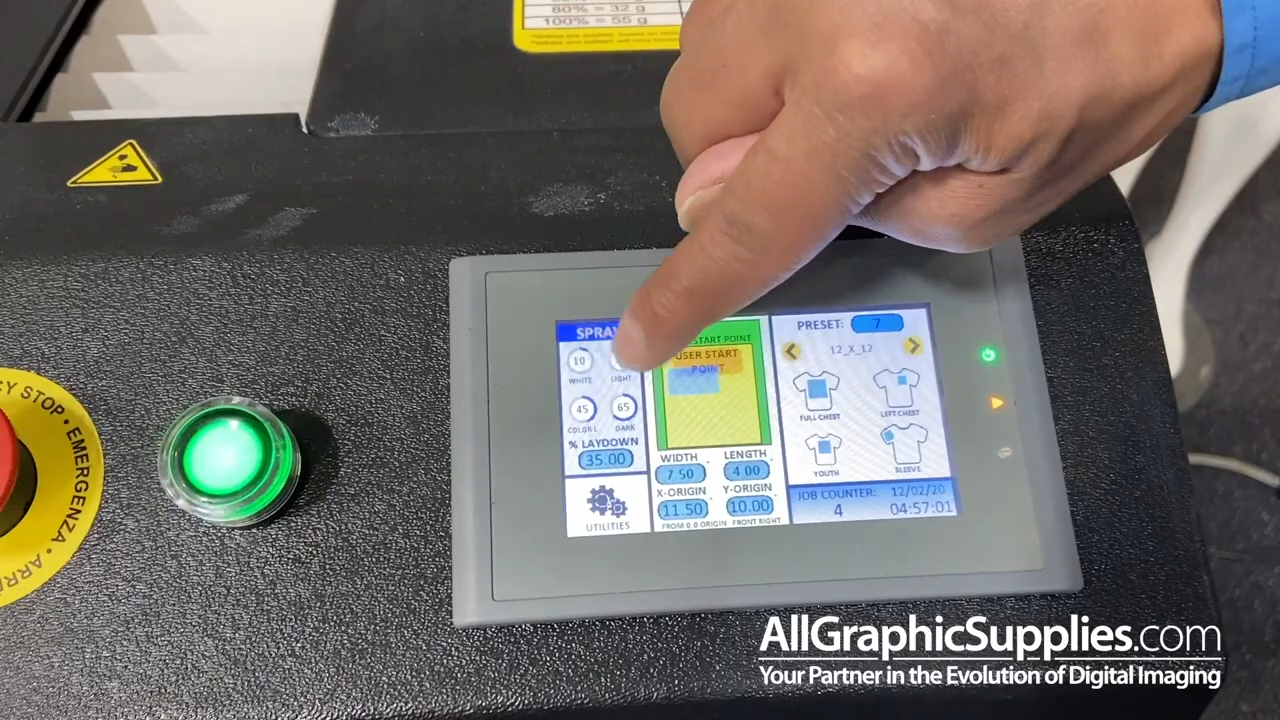 80% = 32 g
100% = 55 g
CY STOP • EMERGENZA • ARRE
SPRAY
10
WHITE
LIGHT
45
65
COLOR L
DARK
% LAYDOWN
35.00
UTILITIES
START POINT
USER START
POINT
WIDTH
LENGTH
7.50
4.00
X-ORIGIN
Y-ORIGIN
11.50
10.00
FROM 0.0 ORIGIN
FRONT RIGHT
PRESET: 7
12_X_12
FULL CHEST
LEFT CHEST
YOUTH
SLEEVE
JOB COUNTER:
4
12/02/20
04:57:01
AllGraphicSupplies.com
Your Partner in the Evolution of Digital Imaging